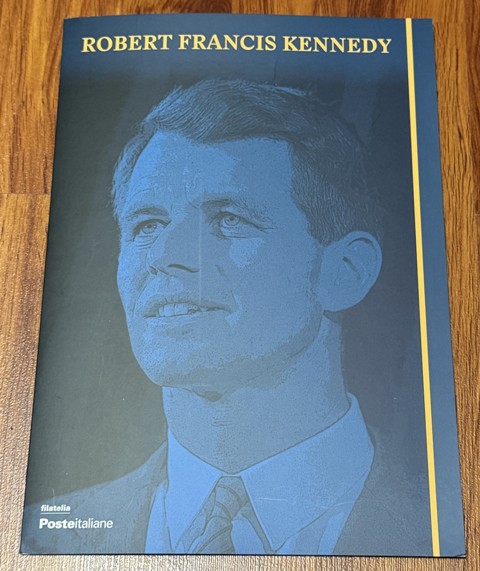 ROBERT FRANCIS KENNEDY
filatelia
Posteitaliane